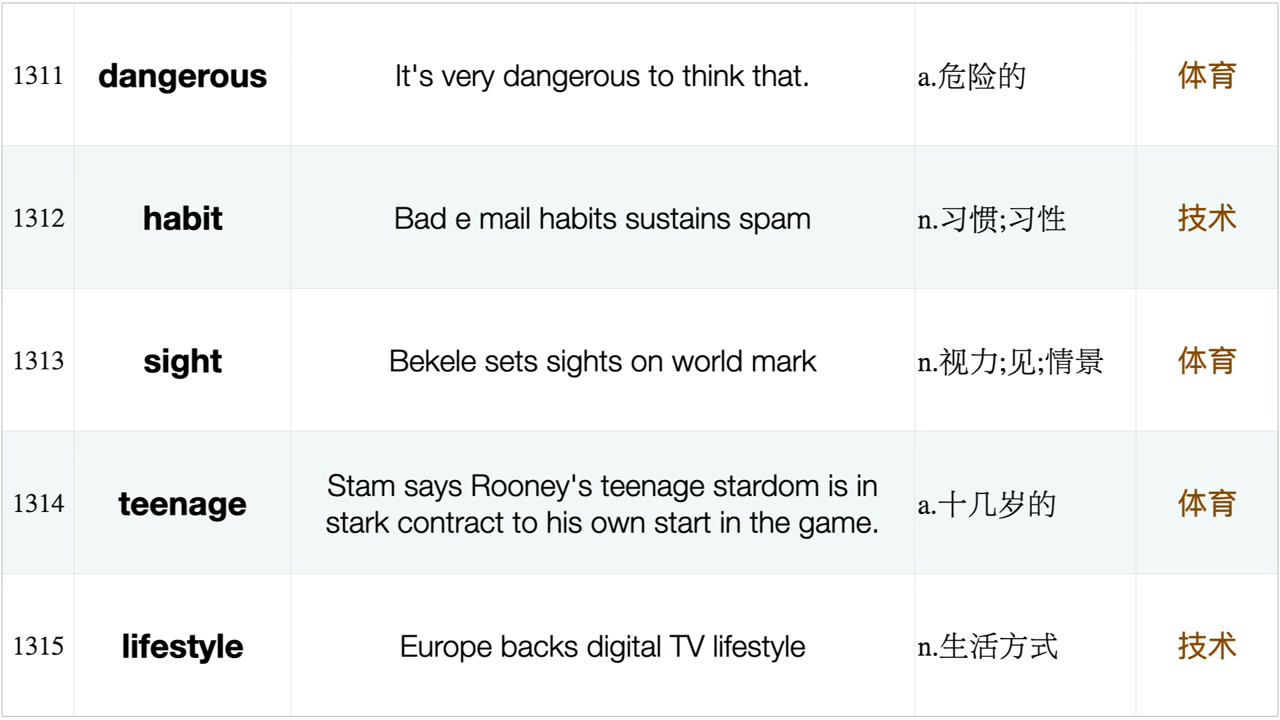 1311 dangerous It's very dangerous to think that. a.危险的 体育
1312 habit Bad e mail habits sustains spam n.习惯;习性 技术
1313 sight Bekele sets sights on world mark n.视力;见;情景 体育
1314 teenage Stam says Rooney's teenage stardom is in
stark contract to his own start in the game. a.十几岁的 体育
1315 lifestyle Europe backs digital TV lifestyle n.生活方式 技术